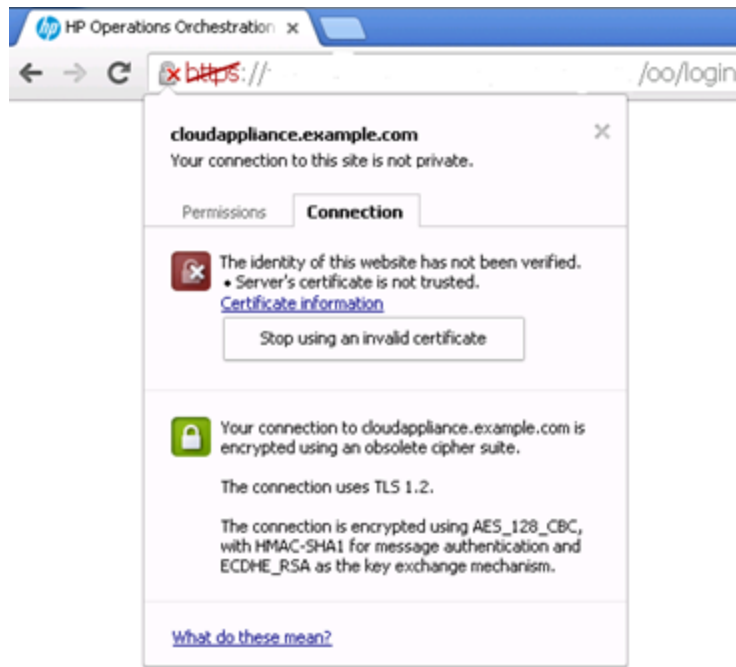 hp HP Operations Orchestration x
https:// /oo/login
cloudappliance.example.com
Your connection to this site is not private.
Permissions Connection
The identity of this website has not been verified.
• Server's certificate is not trusted.
Certificate information
Stop using an invalid certificate
Your connection to cloudappliance.example.com is
encrypted using an obsolete cipher suite.
The connection uses TLS 1.2.
The connection is encrypted using AES_128_CBC,
with HMAC-SHA1 for message authentication and
ECDHE_RSA as the key exchange mechanism.
What do these mean?